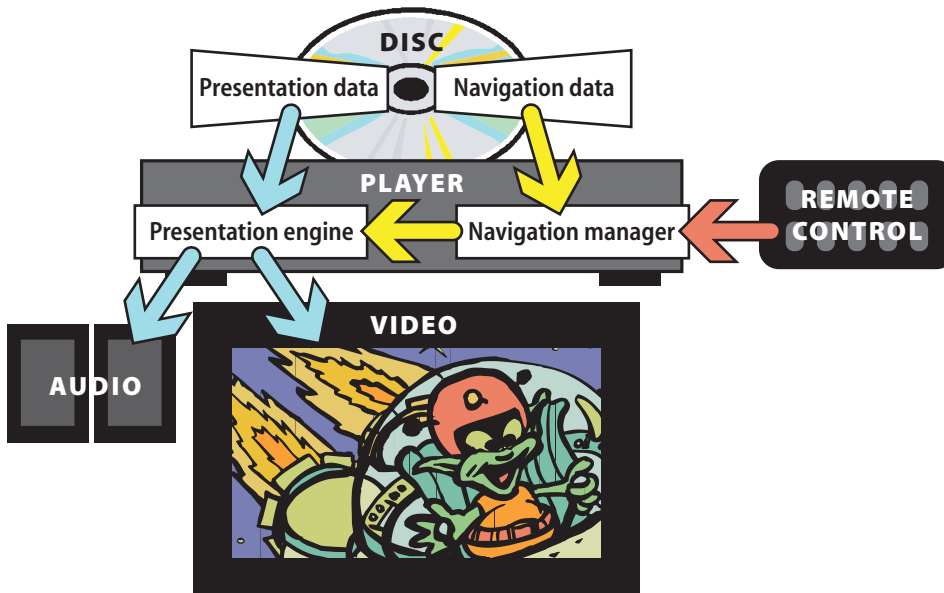 DISC
Presentation data
Navigation data
PLAYER
REMOTE
CONTROL
Presentation engine
Navigation manager
VIDEO
AUDIO